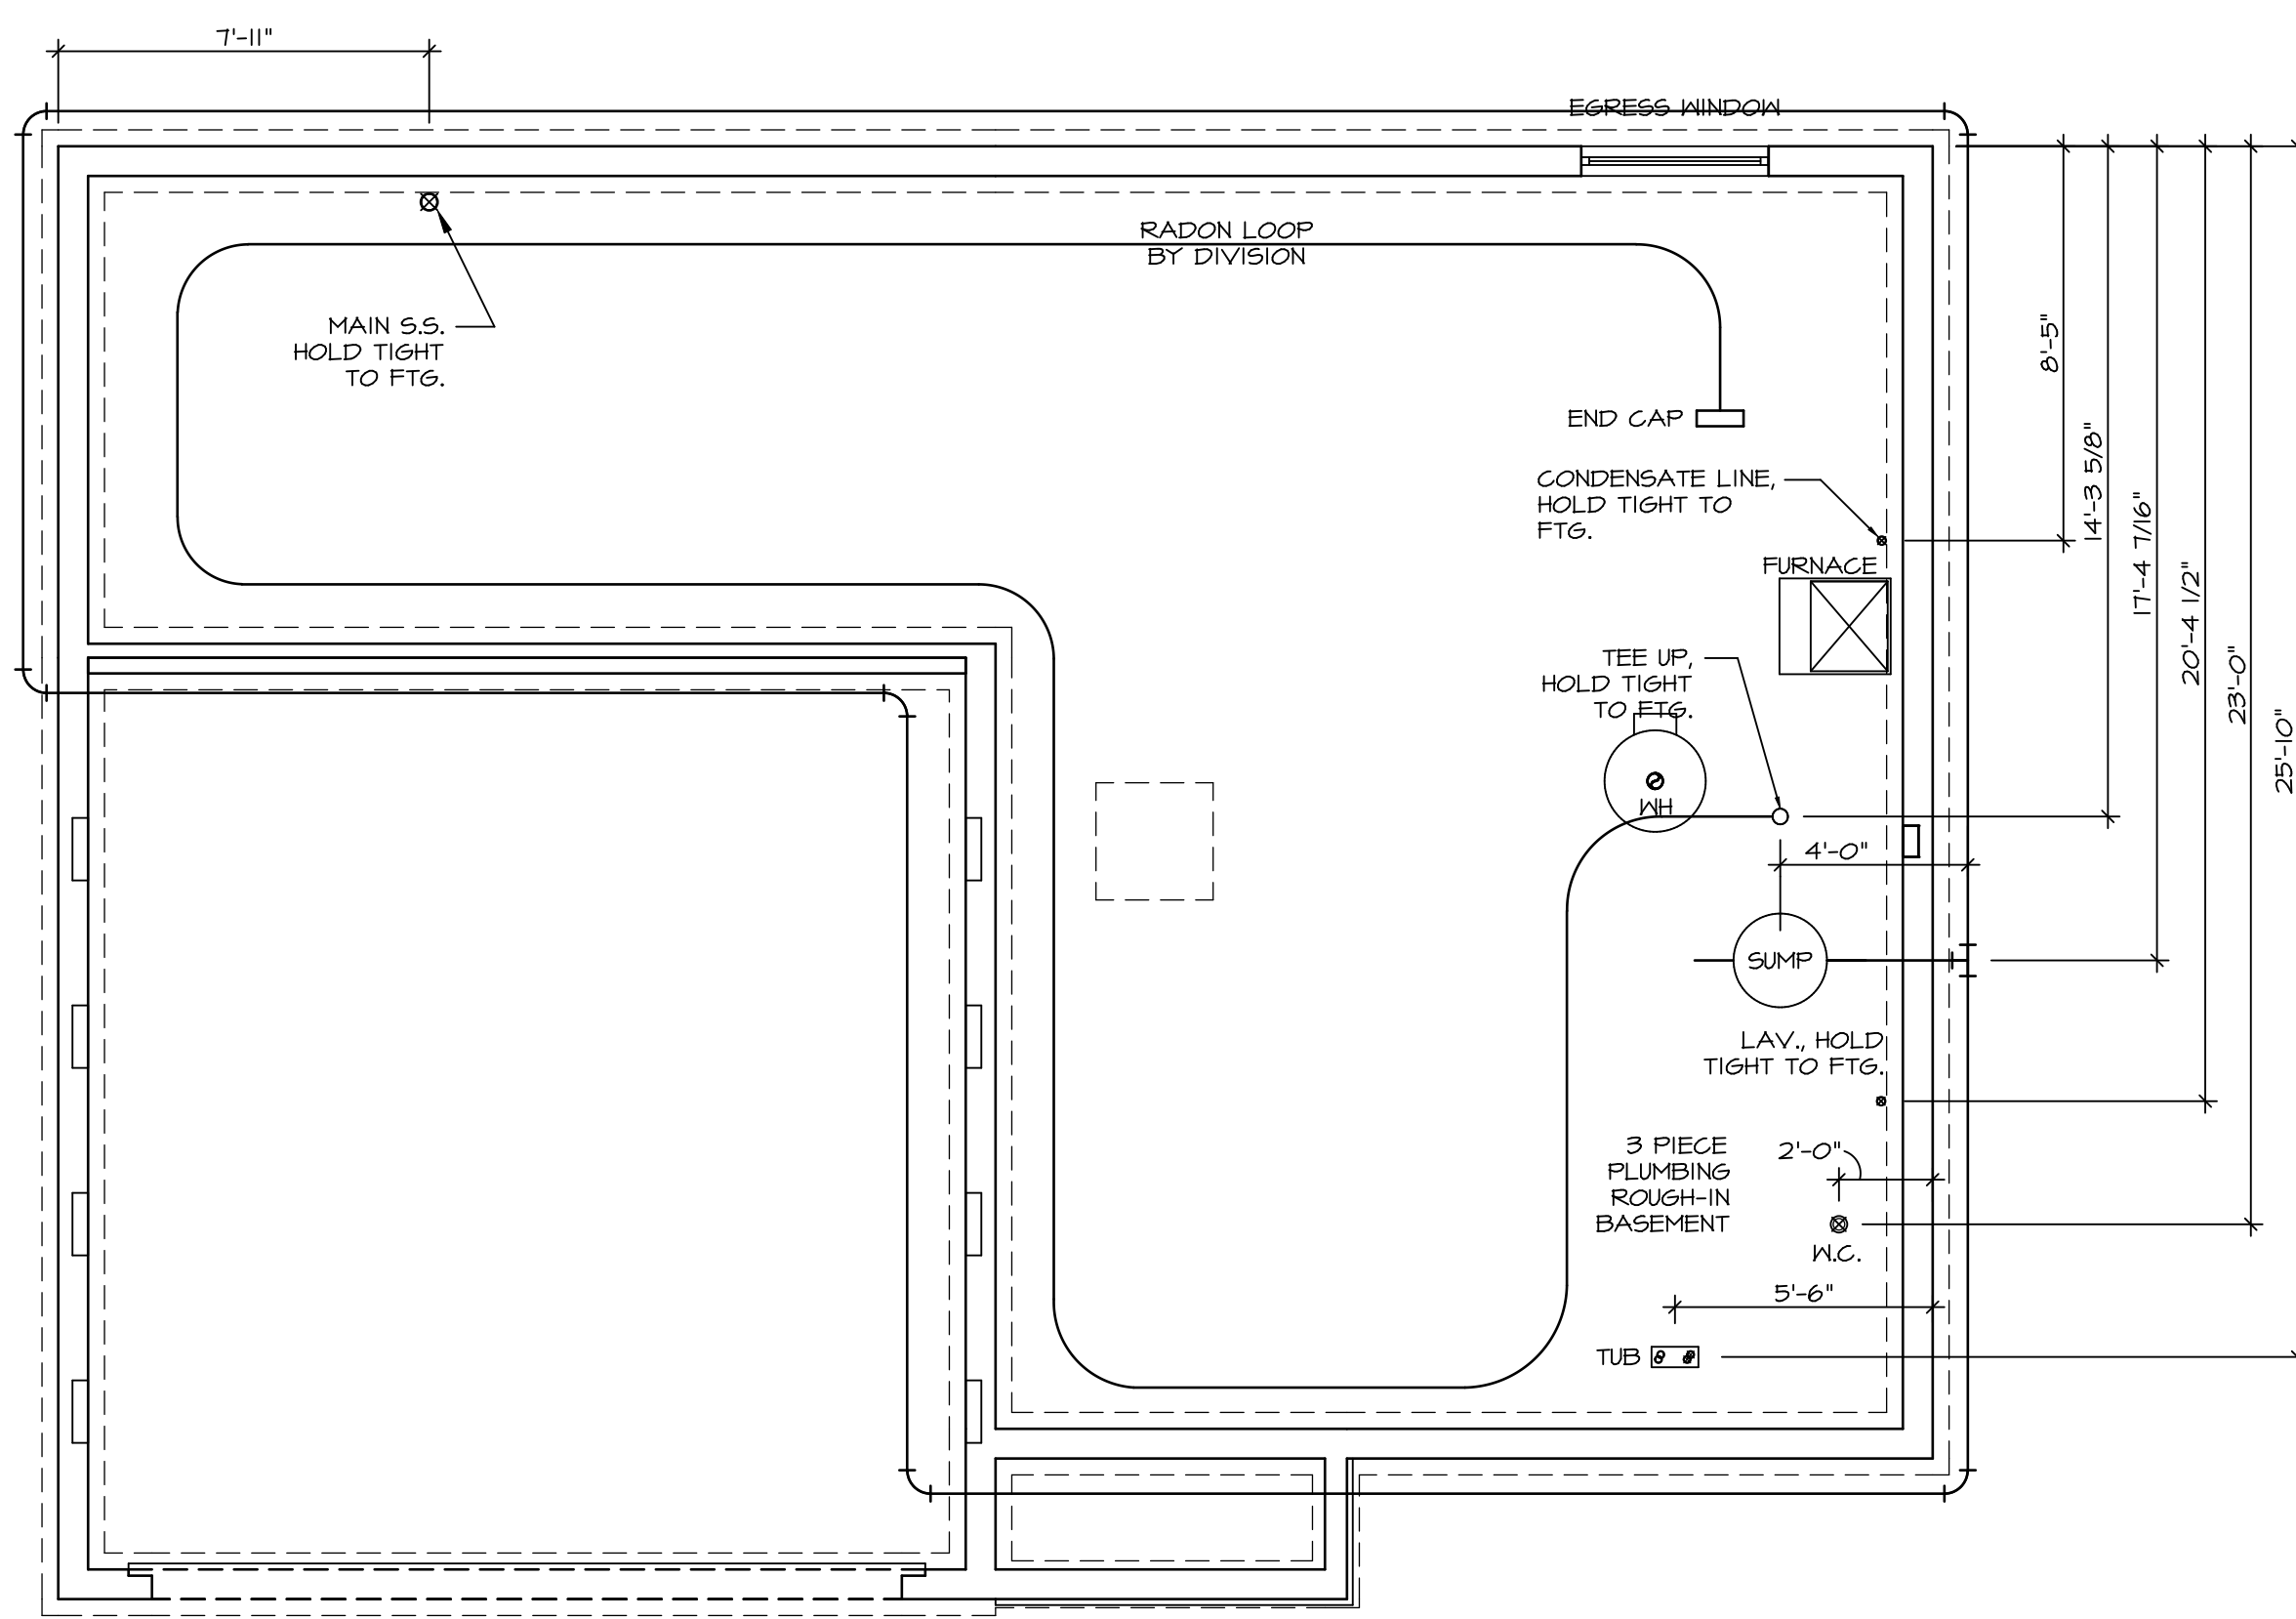 7'-11"
EGRESS WINDOW
RADON LOOP
BY DIVISION
MAIN S.S.
HOLD TIGHT
TO FTG.
8'-5"
END CAP
14'-3 5/8"
CONDENSATE LINE,
HOLD TIGHT TO
FTG.
17'-4 7/16"
FURNACE
20'-4 1/2"
TEE UP,
HOLD TIGHT
TO FTG.
23'-0"
25'-10"
WH
4'-0"
SUMP
LAV., HOLD
TIGHT TO FTG.
3 PIECE
PLUMBING
ROUGH-IN
BASEMENT
2'-0"
W.C.
5'-6"
TUB